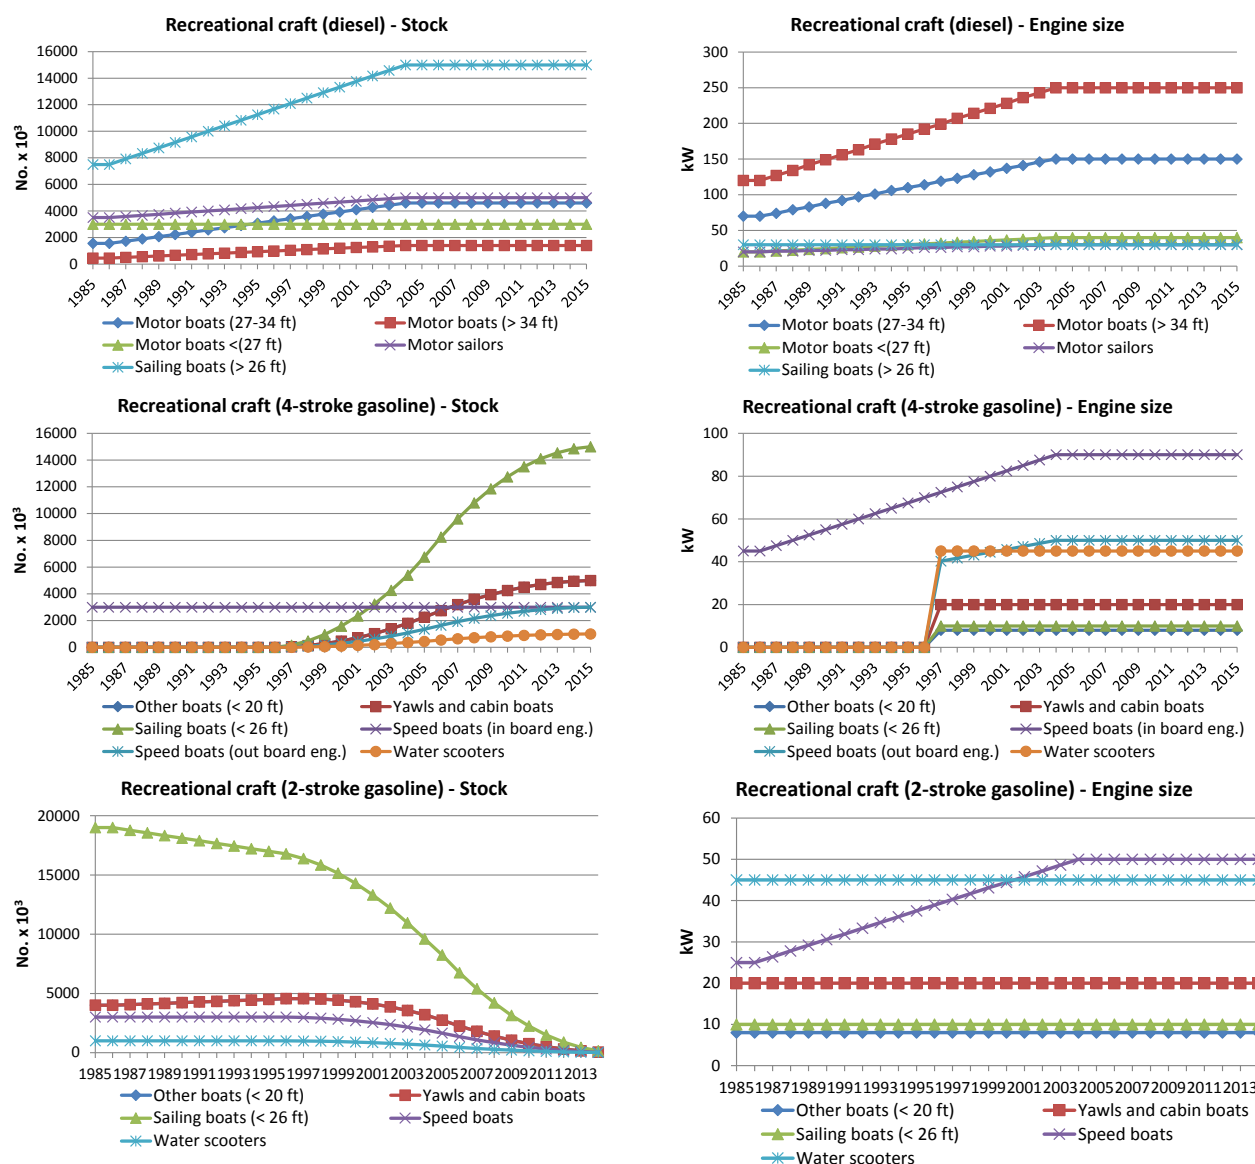 Recreational craft (diesel) - Stock
No. x 10³
16000
14000
12000
10000
8000
6000
4000
2000
0
1985 1987 1989 1991 1993 1995 1997 1999 2001 2003 2005 2007 2009 2011 2013 2015
Motor boats (27-34 ft) Motor boats (> 34 ft)
Motor boats <(27 ft) Motor sailors
Sailing boats (> 26 ft)
Recreational craft (diesel) - Engine size
kW
300
250
200
150
100
50
0
1985 1987 1989 1991 1993 1995 1997 1999 2001 2003 2005 2007 2009 2011 2013 2015
Motor boats (27-34 ft) Motor boats (> 34 ft)
Motor boats <(27 ft) Motor sailors
Sailing boats (> 26 ft)
Recreational craft (4-stroke gasoline) - Stock
No. x 10³
16000
14000
12000
10000
8000
6000
4000
2000
0
1985 1987 1989 1991 1993 1995 1997 1999 2001 2003 2005 2007 2009 2011 2013 2015
Other boats (< 20 ft) Yawls and cabin boats
Sailing boats (< 26 ft) Speed boats (in board eng.)
Speed boats (out board eng.) Water scooters
Recreational craft (4-stroke gasoline) - Engine size
kW
100
80
60
40
20
0
1985 1987 1989 1991 1993 1995 1997 1999 2001 2003 2005 2007 2009 2011 2013 2015
Other boats (< 20 ft) Yawls and cabin boats
Sailing boats (< 26 ft) Speed boats (in board eng.)
Speed boats (out board eng.) Water scooters
Recreational craft (2-stroke gasoline) - Stock
No. x 10³
20000
15000
10000
5000
0
1985 1987 1989 1991 1993 1995 1997 1999 2001 2003 2005 2007 2009 2011 2013
Other boats (< 20 ft) Yawls and cabin boats
Sailing boats (< 26 ft) Speed boats
Water scooters
Recreational craft (2-stroke gasoline) - Engine size
kW
60
50
40
30
20
10
0
1985 1987 1989 1991 1993 1995 1997 1999 2001 2003 2005 2007 2009 2011 2013
Other boats (< 20 ft) Yawls and cabin boats
Sailing boats (< 26 ft) Speed boats
Water scooters